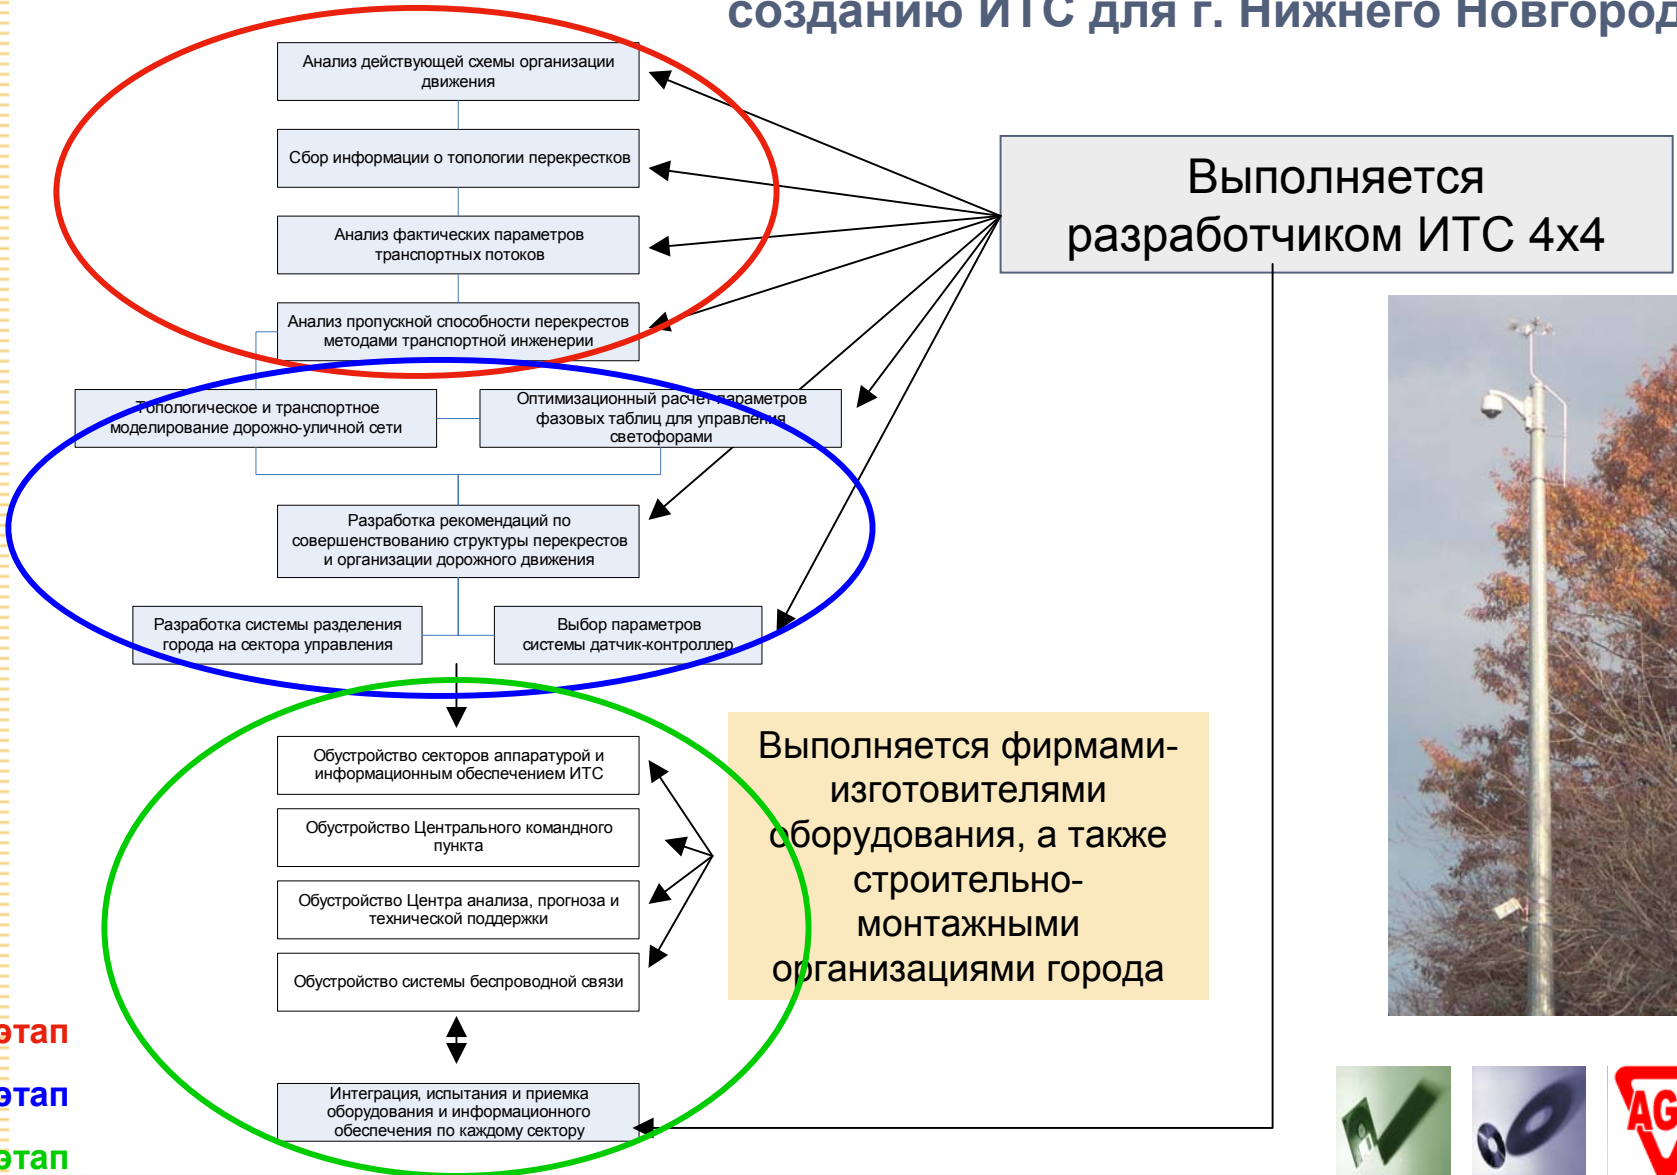 созданию ИТС для г. Нижнего Новгород
Анализ действующей схемы организации
движения
Сбор информации о топологии перекрестков
Анализ фактических параметров
транспортных потоков
Анализ пропускной способности перекрестов
методами транспортной инженерии
Выполняется
разработчиком ИТС 4х4
Топологическое и транспортное
моделирование дорожно-уличной сети
Оптимизационный расчет параметров
фазовых таблиц для управления
светофорами
Разработка рекомендаций по
совершенствованию структуры перекрестов
и организации дорожного движения
Разработка системы разделения
города на сектора управления
Выбор параметров
системы датчик-контроллер
Обустройство секторов аппаратурой и
информационным обеспечением ИТС
Обустройство Центрального командного
пункта
Обустройство Центра анализа, прогноза и
технической поддержки
Обустройство системы беспроводной связи
Выполняется фирмами-
изготовителями
оборудования, а также
строительно-
монтажными
организациями города
Интеграция, испытания и приемка
оборудования и информационного
обеспечения по каждому сектору
этап
этап
этап
AG